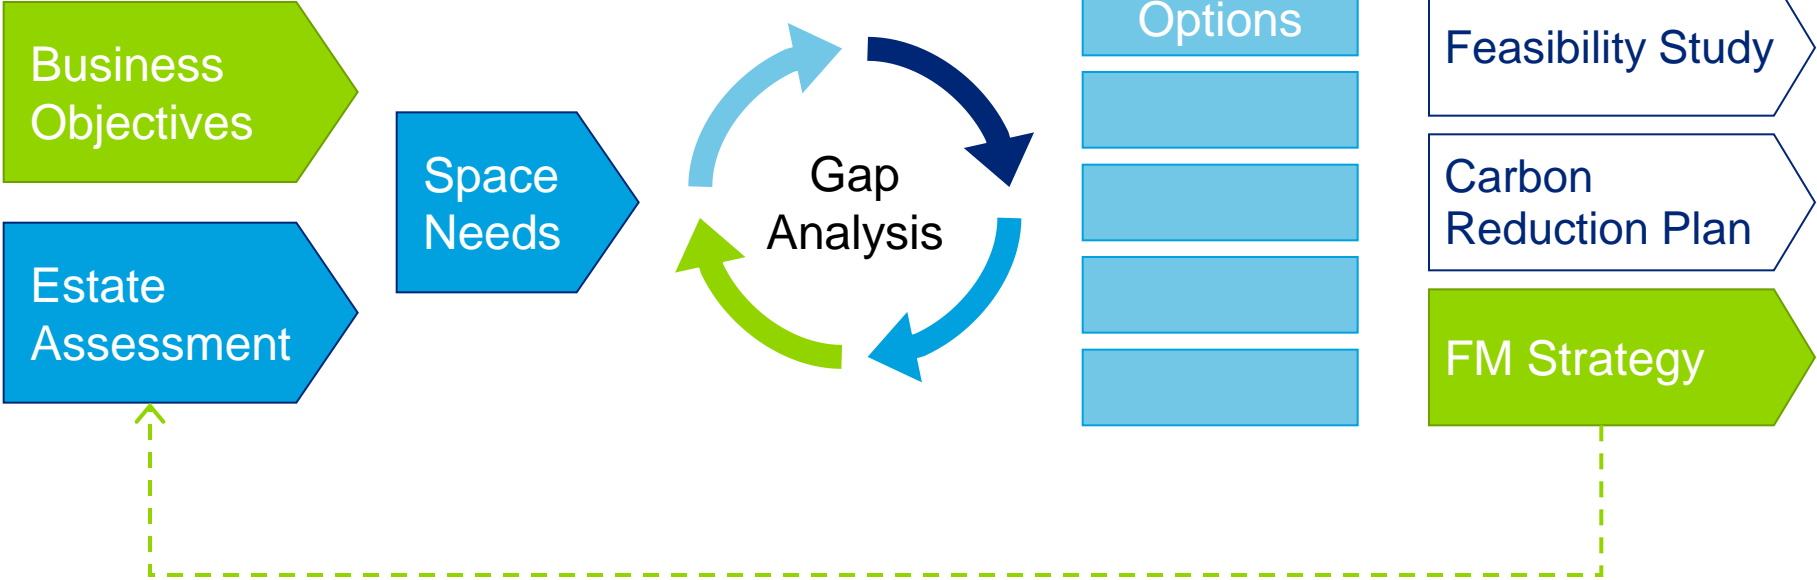 Business
Objectives
Estate
Assessment
Space
Needs
Gap
Analysis
Options
Feasibility Study
Carbon
Reduction Plan
FM Strategy